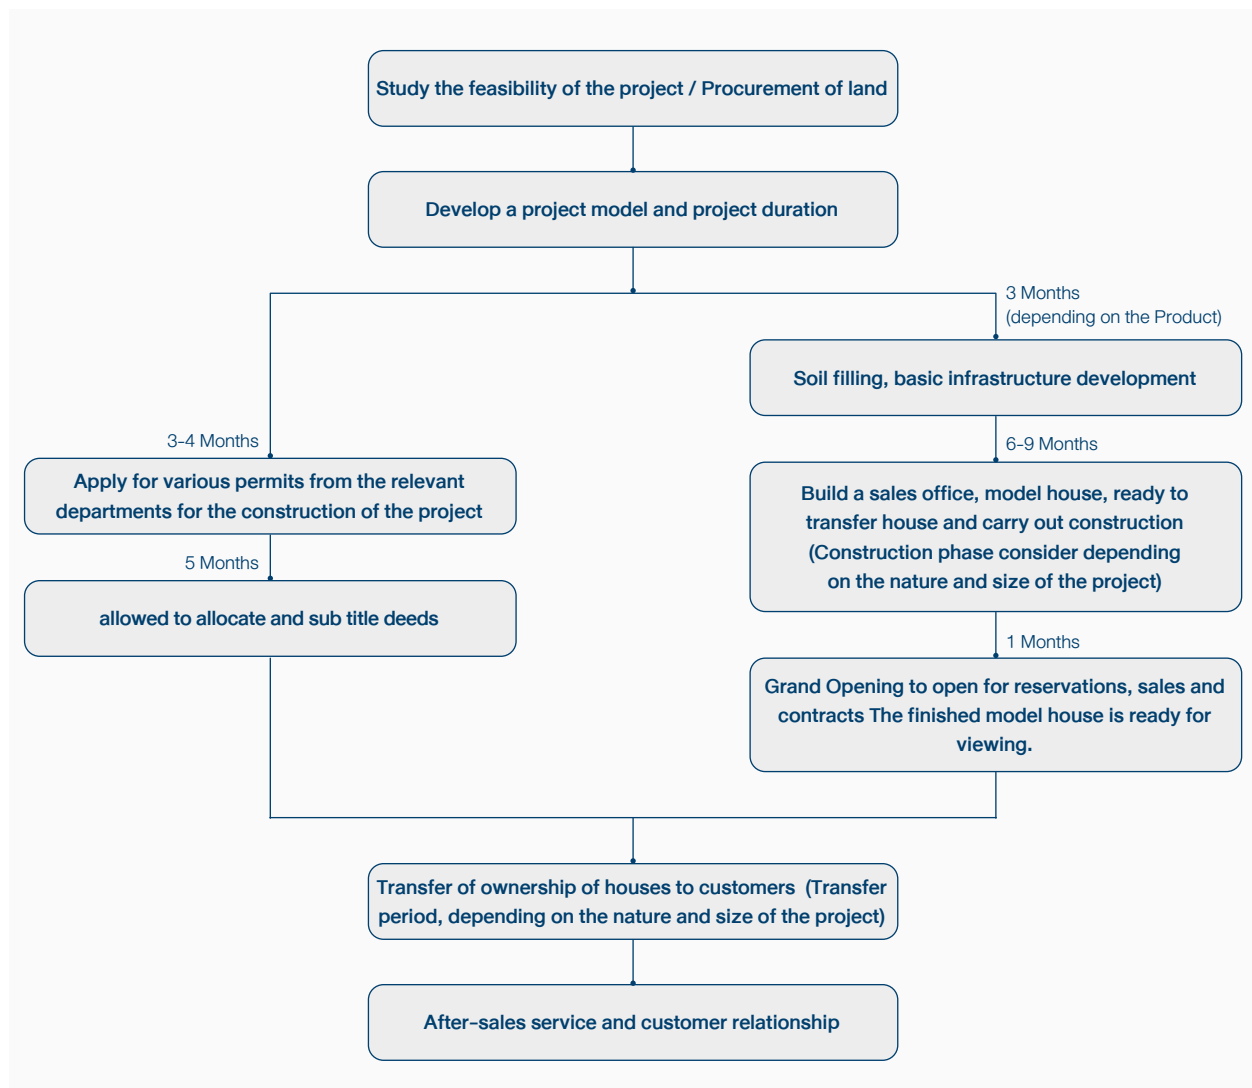 Study the feasibility of the project / Procurement of land
Develop a project model and project duration
3 Months
(depending on the Product)
Soil filling, basic infrastructure development
3-4 Months
Apply for various permits from the relevant
departments for the construction of the project
6-9 Months
Build a sales office, model house, ready to
transfer house and carry out construction
(Construction phase consider depending
on the nature and size of the project)
5 Months
allowed to allocate and sub title deeds
1 Months
Grand Opening to open for reservations, sales and
contracts The finished model house is ready for
viewing.
Transfer of ownership of houses to customers (Transfer
period, depending on the nature and size of the project)
After-sales service and customer relationship